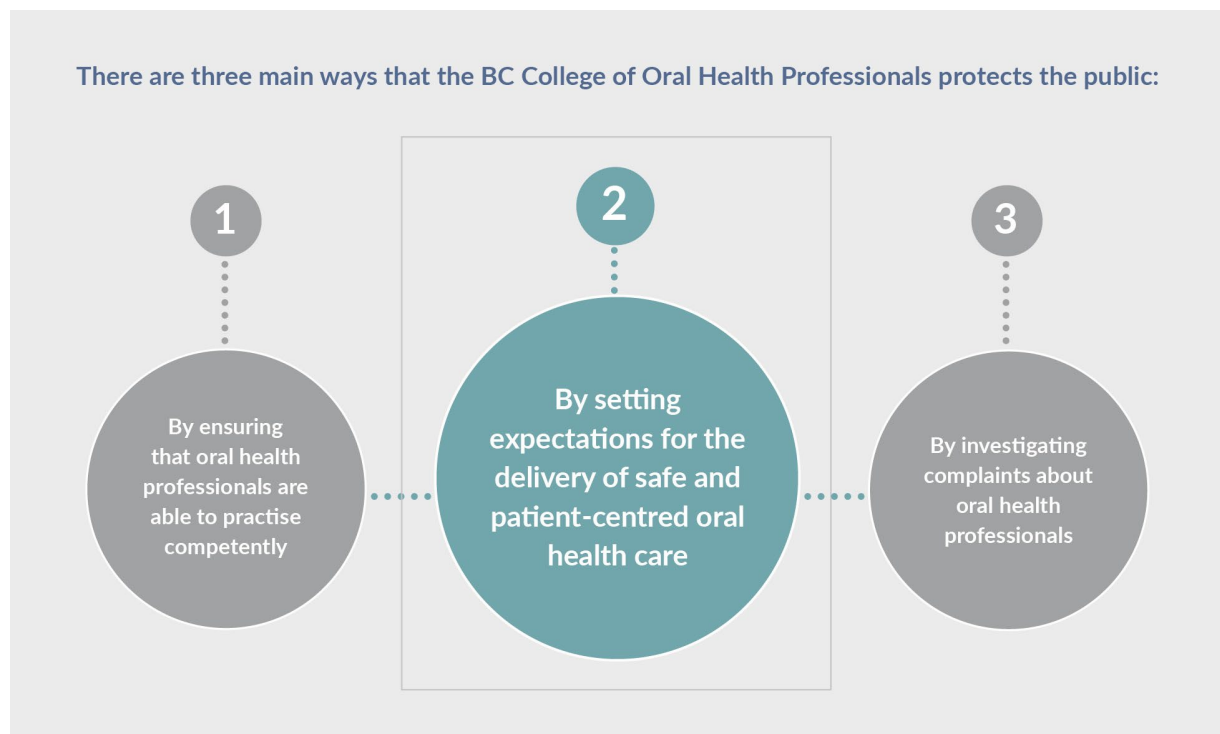 There are three main ways that the BC College of Oral Health Professionals protects the public:
1
By ensuring
that oral health
professionals are
able to practise
competently
2
By setting
expectations for the
delivery of safe and
patient-centred oral
health care
3
By investigating
complaints about
oral health
professionals